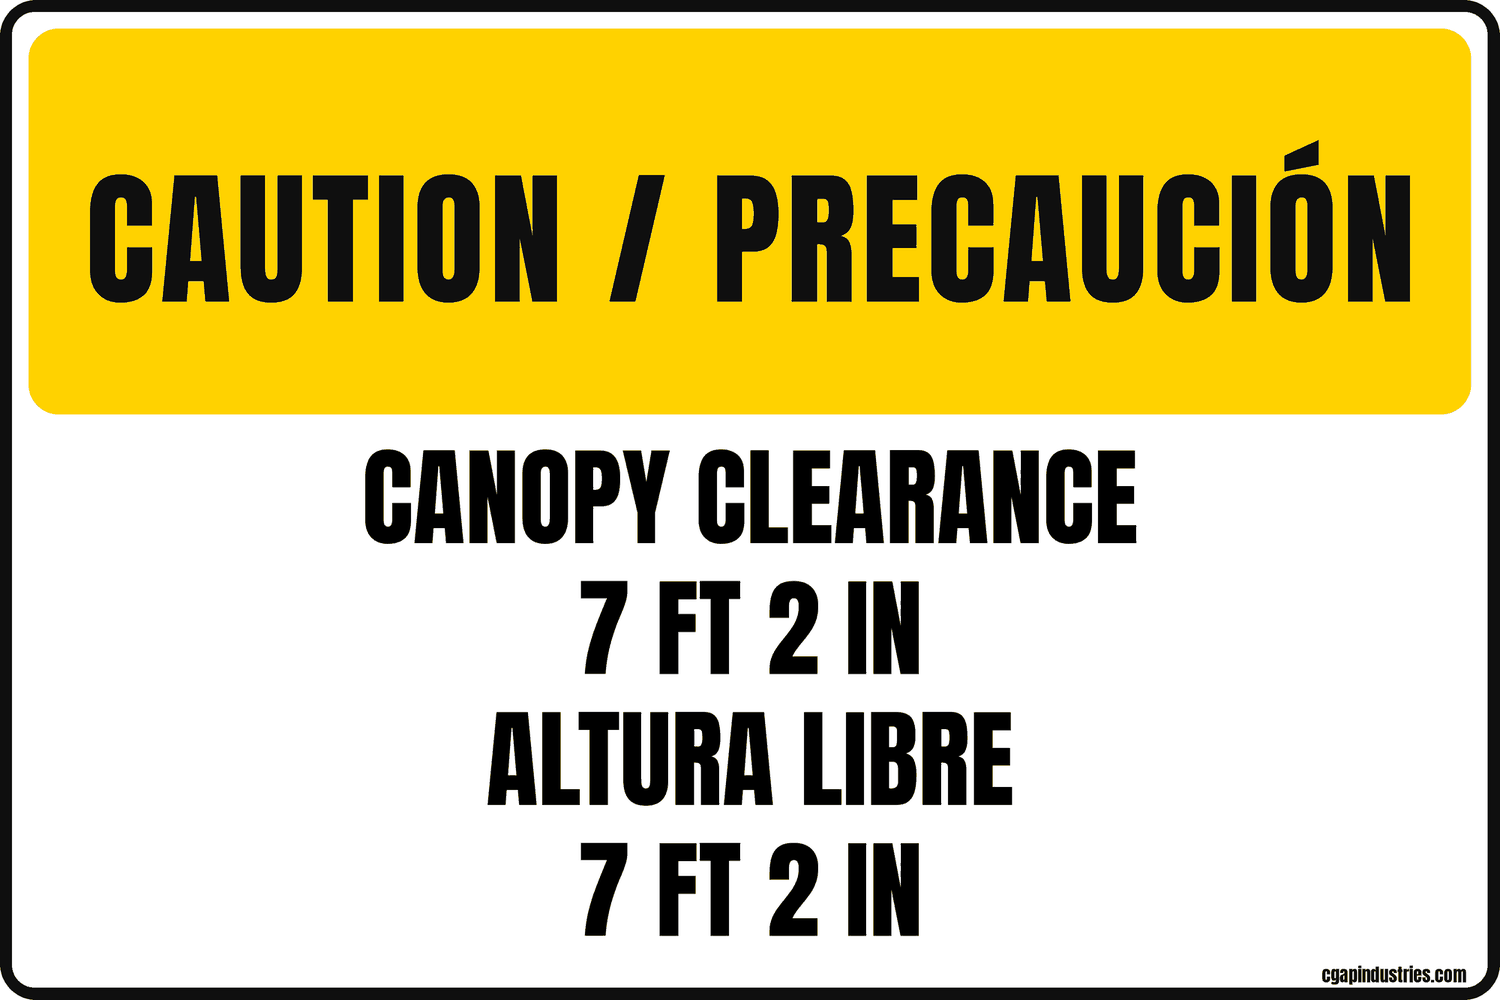 CAUTION / PRECAUCIÓN
CANOPY CLEARANCE
7 FT 2 IN
ALTURA LIBRE
7 FT 2 IN
cgapindustries.com